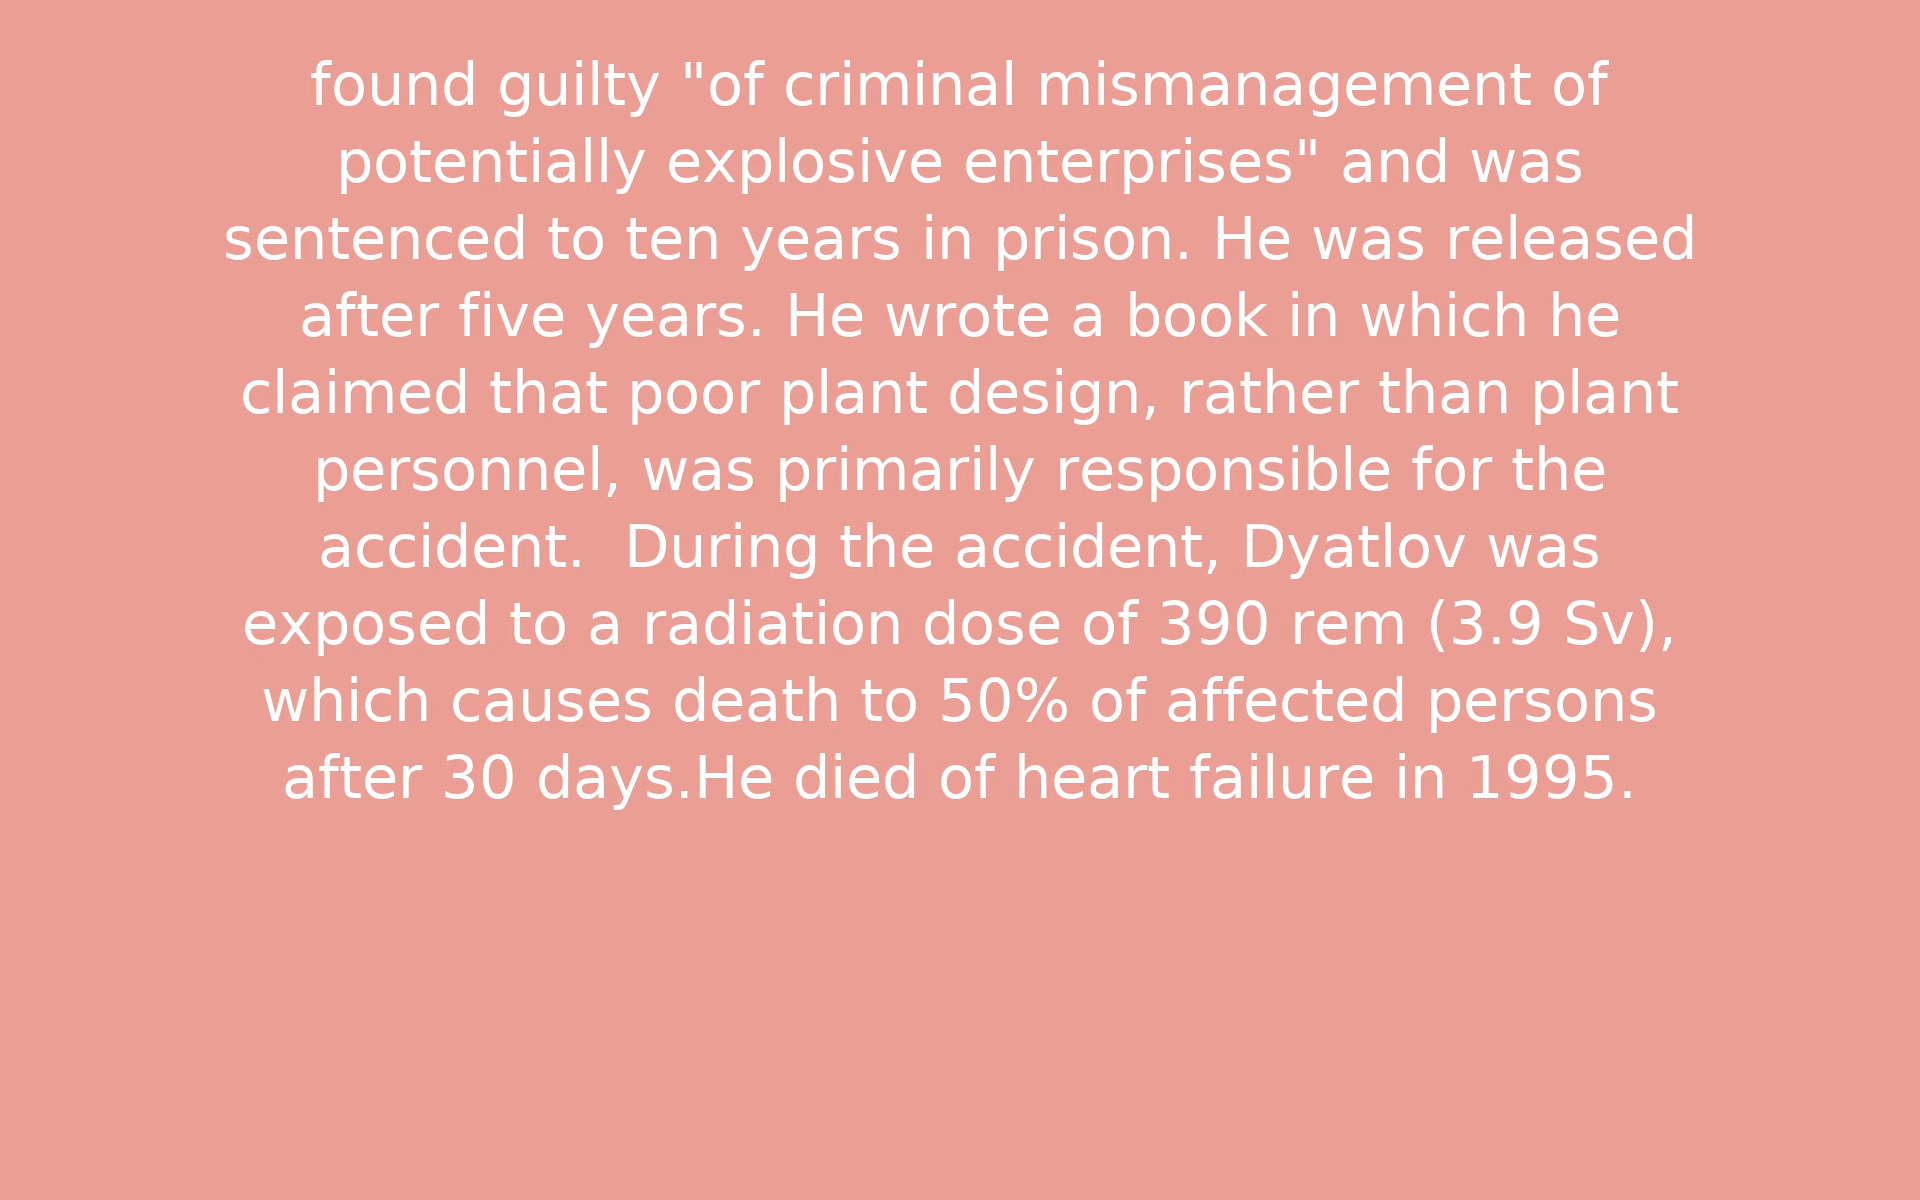 found guilty "of criminal mismanagement of
potentially explosive enterprises" and was
sentenced to ten years in prison. He was released
after five years. He wrote a book in which he
claimed that poor plant design, rather than plant
personnel, was primarily responsible for the
accident.  During the accident, Dyatlov was
exposed to a radiation dose of 390 rem (3.9 Sv),
which causes death to 50% of affected persons
after 30 days.He died of heart failure in 1995.